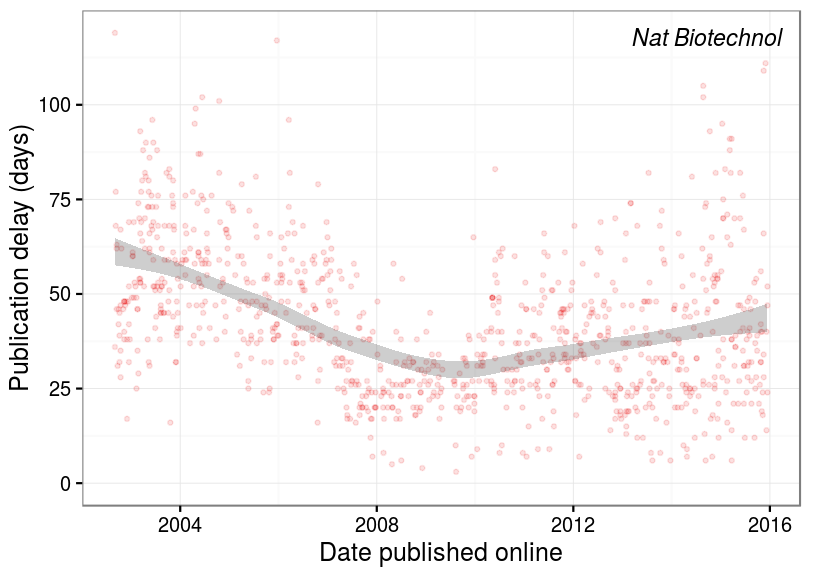 Nat Biotechnol
Publication delay (days)
100
75
50
25
0
2004 2008 2012 2016
Date published online